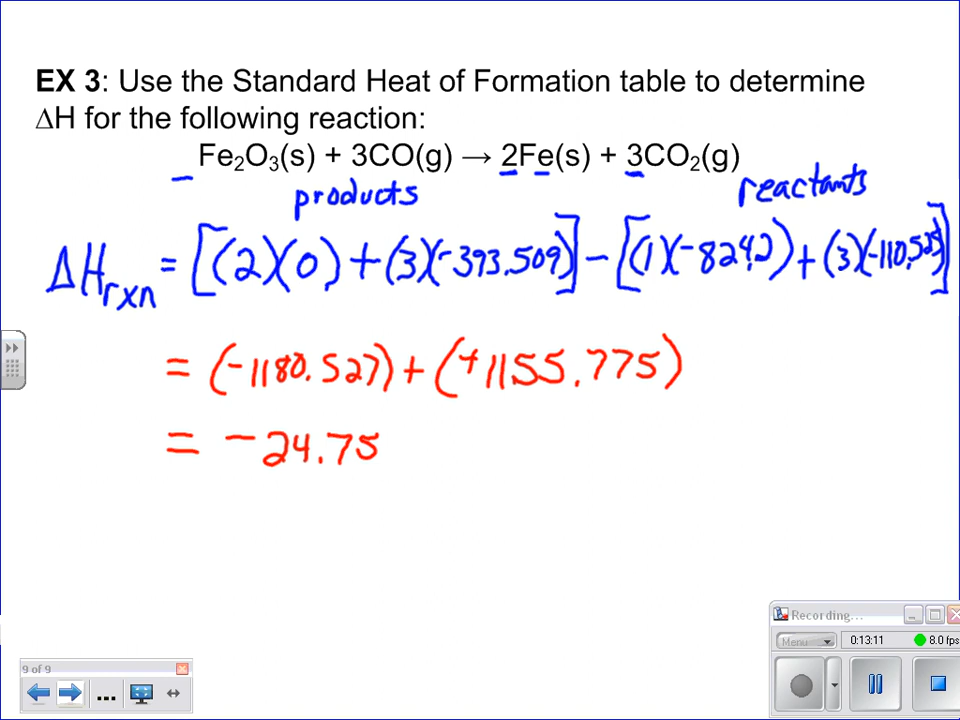 EX 3: Use the Standard Heat of Formation table to determine
∆H for the following reaction:
Fe₂O₃(s) + 3CO(g) → 2Fe(s) + 3CO₂(g)
products reactants
ΔHrxn = [(2)(0) + (3)(-393.509)] - [(1)(-824.2) + (3)(-110.525)]
= (-1180.527) + (+1155.775)
= -24.75
Recording...
Menu 0:13:11 8.0 fps
9 of 9
...